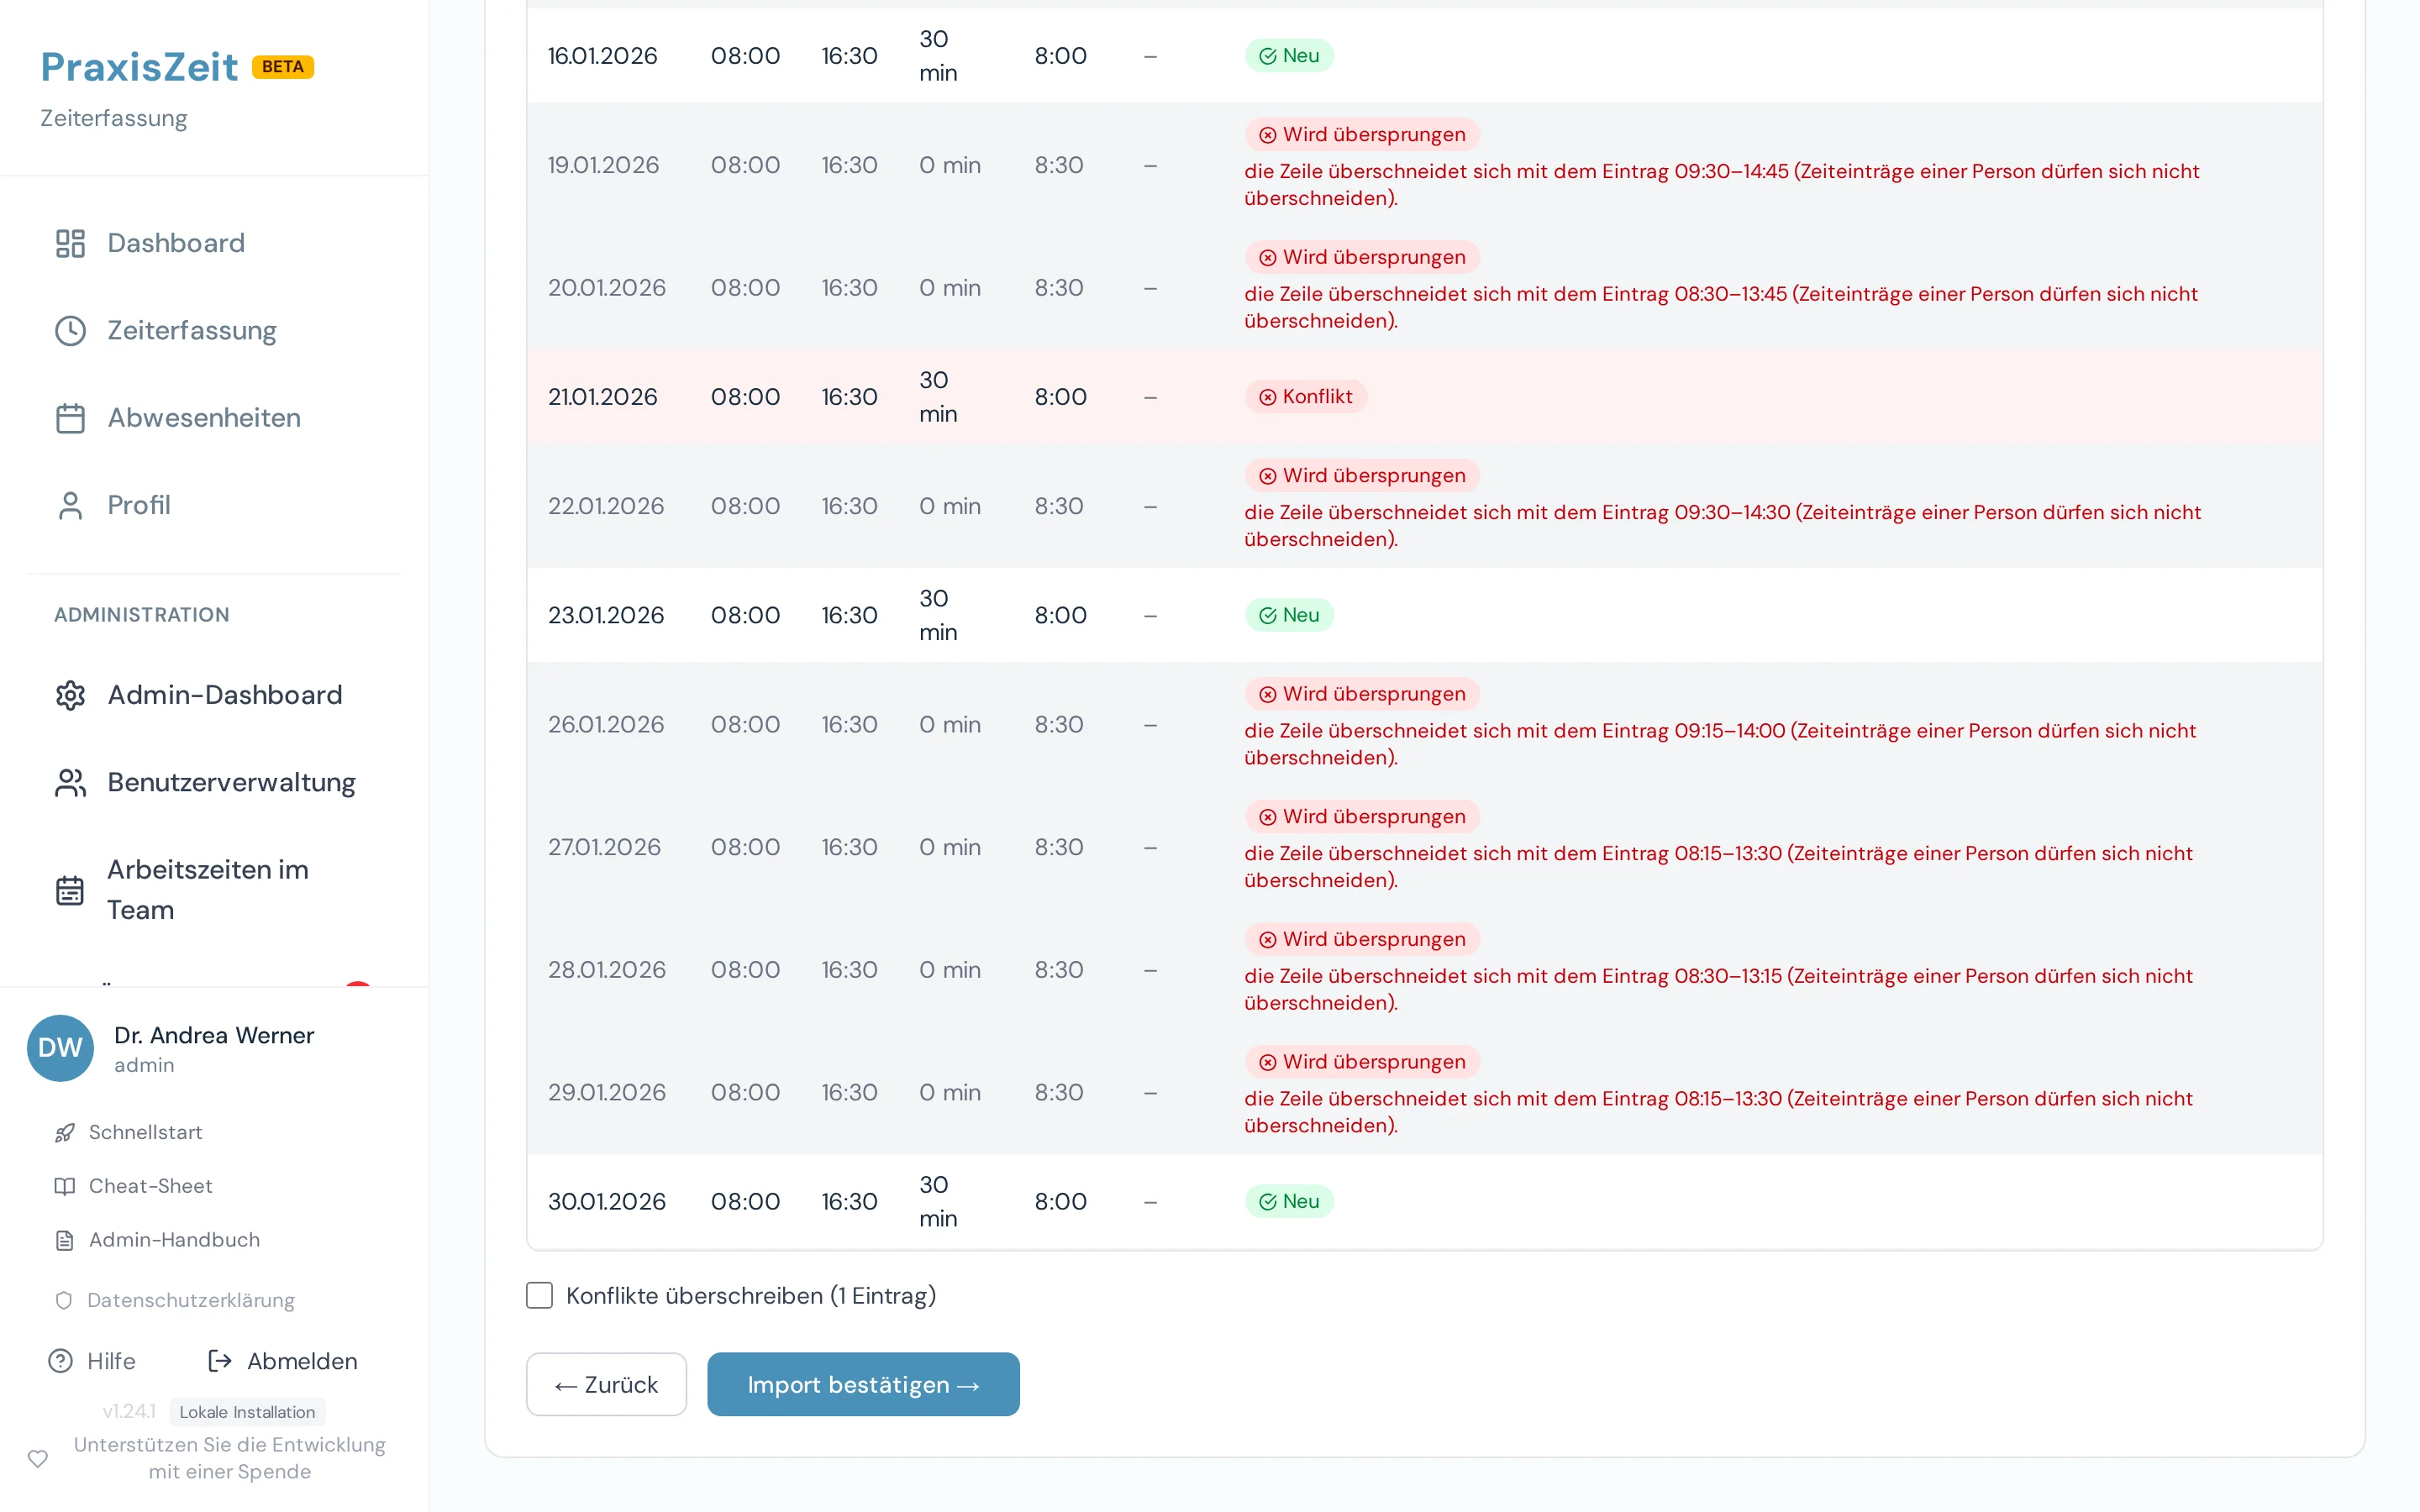 PraxisZeit BETA
Zeiterfassung
Dashboard
Zeiterfassung
Abwesenheiten
Profil
ADMINISTRATION
Admin-Dashboard
Benutzerverwaltung
Arbeitszeiten im
Team
DW
Dr. Andrea Werner
admin
Schnellstart
Cheat-Sheet
Admin-Handbuch
Datenschutzerklärung
Hilfe Abmelden
v1.24.1 Lokale Installation
Unterstützen Sie die Entwicklung
mit einer Spende
16.01.2026 08:00 16:30 30 min 8:00 – Neu
19.01.2026 08:00 16:30 0 min 8:30 – Wird übersprungen
die Zeile überschneidet sich mit dem Eintrag 09:30–14:45 (Zeiteinträge einer Person dürfen sich nicht
überschneiden).
20.01.2026 08:00 16:30 0 min 8:30 – Wird übersprungen
die Zeile überschneidet sich mit dem Eintrag 08:30–13:45 (Zeiteinträge einer Person dürfen sich nicht
überschneiden).
21.01.2026 08:00 16:30 30 min 8:00 – Konflikt
22.01.2026 08:00 16:30 0 min 8:30 – Wird übersprungen
die Zeile überschneidet sich mit dem Eintrag 09:30–14:30 (Zeiteinträge einer Person dürfen sich nicht
überschneiden).
23.01.2026 08:00 16:30 30 min 8:00 – Neu
26.01.2026 08:00 16:30 0 min 8:30 – Wird übersprungen
die Zeile überschneidet sich mit dem Eintrag 09:15–14:00 (Zeiteinträge einer Person dürfen sich nicht
überschneiden).
27.01.2026 08:00 16:30 0 min 8:30 – Wird übersprungen
die Zeile überschneidet sich mit dem Eintrag 08:15–13:30 (Zeiteinträge einer Person dürfen sich nicht
überschneiden).
28.01.2026 08:00 16:30 0 min 8:30 – Wird übersprungen
die Zeile überschneidet sich mit dem Eintrag 08:30–13:15 (Zeiteinträge einer Person dürfen sich nicht
überschneiden).
29.01.2026 08:00 16:30 0 min 8:30 – Wird übersprungen
die Zeile überschneidet sich mit dem Eintrag 08:15–13:30 (Zeiteinträge einer Person dürfen sich nicht
überschneiden).
30.01.2026 08:00 16:30 30 min 8:00 – Neu
Konflikte überschreiben (1 Eintrag)
← Zurück Import bestätigen →